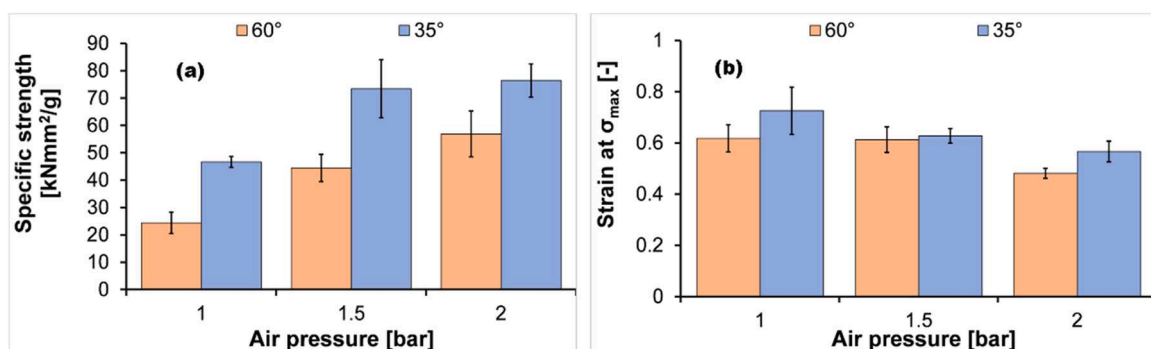 60° 35°
(a)
Specific strength
[kNmm²/g]
90
80
70
60
50
40
30
20
10
0
1 1.5 2
Air pressure [bar]
60° 35°
(b)
Strain at σmax [-]
1
0.8
0.6
0.4
0.2
0
1 1.5 2
Air pressure [bar]